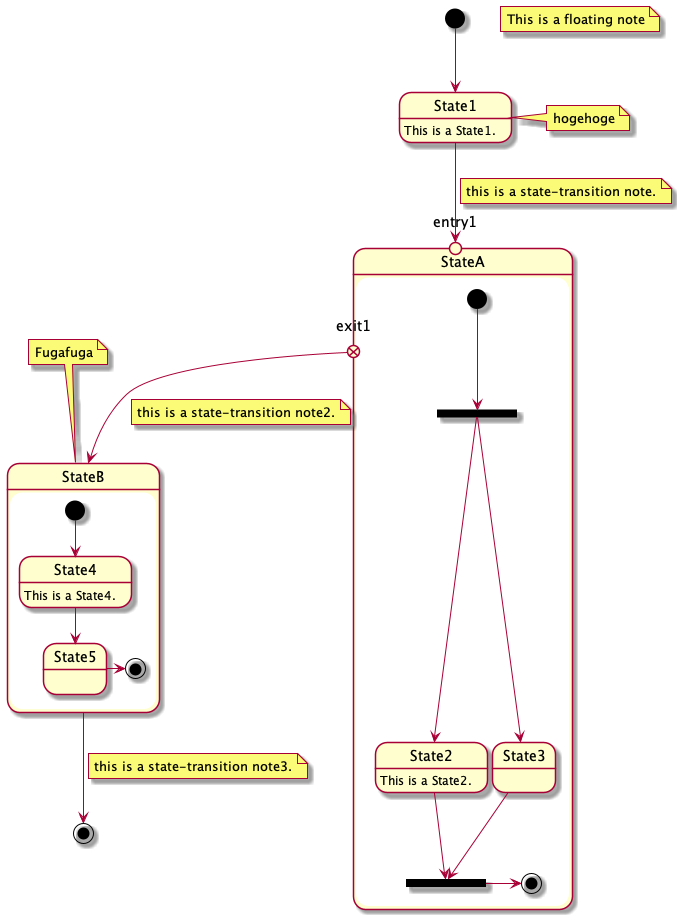 This is a floating note
State1
This is a State1.
hogehoge
this is a state-transition note.
entry1
StateA
exit1
Fugafuga
this is a state-transition note2.
StateB
State4
This is a State4.
State5
State2
This is a State2.
State3
this is a state-transition note3.